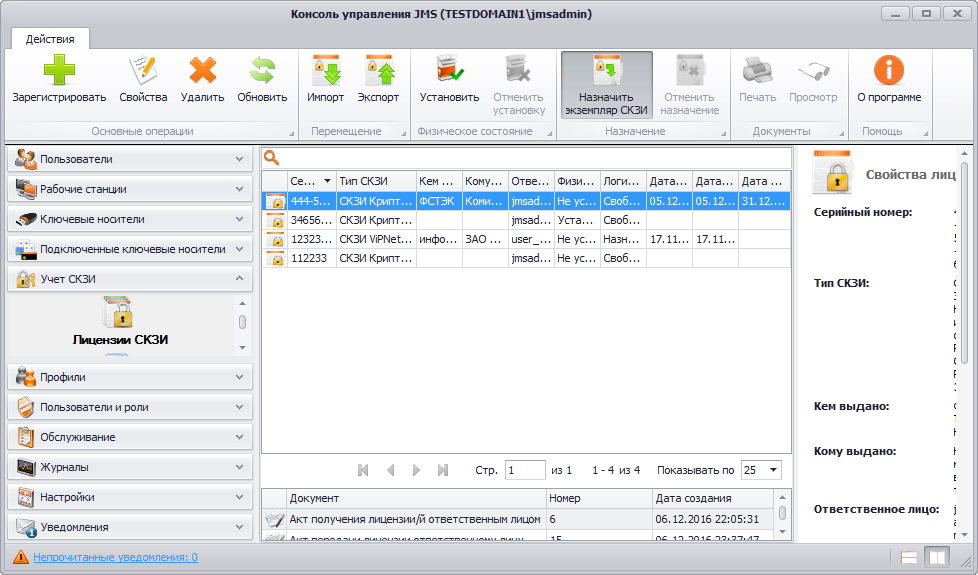 Консоль управления JMS (TESTDOMAIN1\jmsadmin)
Действия
Зарегистрировать Свойства Удалить Обновить Импорт Экспорт Установить Отменить установку Назначить экземпляр СКЗИ Отменить назначение Печать Просмотр О программе
Основные операции Перемещение Физическое состояние Назначение Документы Помощь
Пользователи
Рабочие станции
Ключевые носители
Подключенные ключевые носители
Учет СКЗИ
Лицензии СКЗИ
Профили
Пользователи и роли
Обслуживание
Журналы
Настройки
Уведомления
Се... Тип СКЗИ Кем ... Кому... Отве... Физи... Логи... Дата... Дата... Дата ...
444-5... СКЗИ Крипт... ФСТЭК Коми... jmsad... Не ус... Своб... 05.12... 05.12... 31.12....
34656... СКЗИ Крипт... jmsad... Уста... Своб...
12323... СКЗИ ViPNet... инфо... ЗАО ... user_... Не ус... Назн... 17.11... 17.11...
112233 СКЗИ Крипт... jmsad... Не ус... Своб...
Стр. 1 из 1 1 - 4 из 4 Показывать по 25
Документ Номер Дата создания
Акт получения лицензии/й ответственным лицом 6 06.12.2016 22:05:31
Акт передачи лицензии ответственному лицу 15 06.12.2016 23:37:47
Свойства лиц
Серийный номер:
Тип СКЗИ:
Кем выдано:
Кому выдано:
Ответственное лицо:
Непрочитанные уведомления: 0